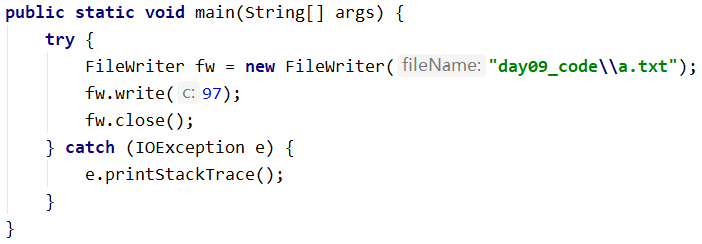 public static void main(String[] args) {
    try {
        FileWriter fw = new FileWriter( fileName: "day09_code\\a.txt");
        fw.write( c: 97);
        fw.close();
    } catch (IOException e) {
        e.printStackTrace();
    }
}